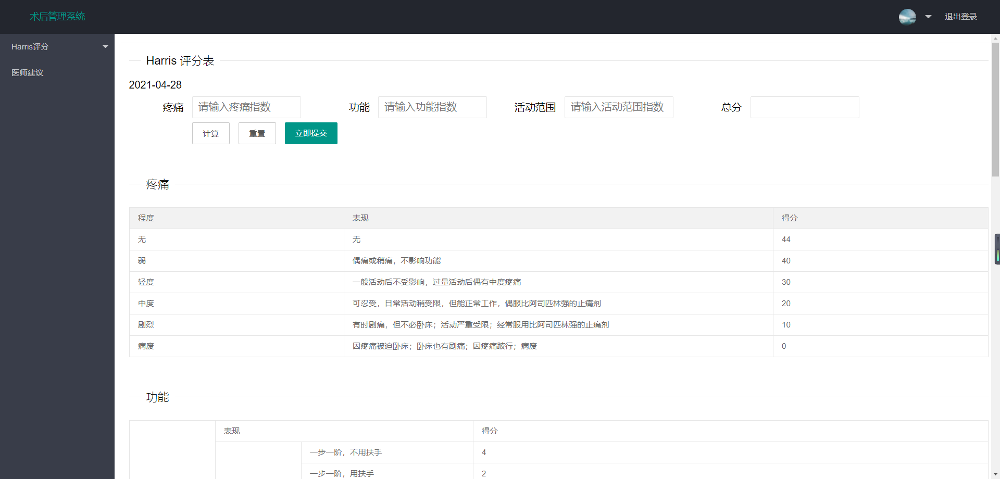 术后管理系统
退出登录
Harris评分
医师建议
Harris 评分表
2021-04-28
疼痛 请输入疼痛指数 功能 请输入功能指数 活动范围 请输入活动范围指数 总分
计算 重置 立即提交
疼痛
程度 表现 得分
无 无 44
弱 偶痛或稍痛，不影响功能 40
轻度 一般活动后不受影响，过量活动后偶有中度疼痛 30
中度 可忍受，日常活动稍受限，但能正常工作，偶服比阿司匹林强的止痛剂 20
剧烈 有时剧痛，但不必卧床；活动严重受限；经常服用比阿司匹林强的止痛剂 10
病废 因疼痛被迫卧床；卧床也有剧痛；因疼痛跛行；病废 0
功能
表现 得分
一步一阶，不用扶手 4
一步一阶，用扶手 2